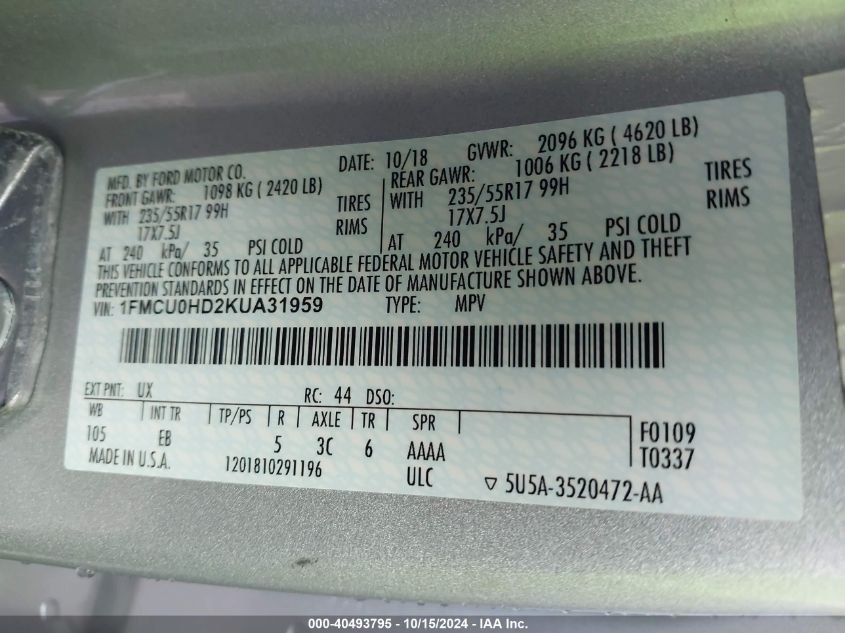 MFD. BY FORD MOTOR CO. DATE: 10/18 GVWR: 2096 KG ( 4620 LB)
FRONT GAWR: 1098 KG ( 2420 LB) REAR GAWR: 1006 KG ( 2218 LB)
WITH 235/55R17 99H TIRES WITH 235/55R17 99H TIRES
17X7.5J RIMS 17X7.5J RIMS
AT 240 kPa/ 35 PSI COLD AT 240 kPa/ 35 PSI COLD
THIS VEHICLE CONFORMS TO ALL APPLICABLE FEDERAL MOTOR VEHICLE SAFETY AND THEFT
PREVENTION STANDARDS IN EFFECT ON THE DATE OF MANUFACTURE SHOWN ABOVE.
VIN: 1FMCU0HD2KUA31959 TYPE: MPV
EXT PNT: UX RC: 44 DSO:
WB INT TR TP/PS R AXLE TR SPR
105 EB 5 3C 6 AAAA F0109
MADE IN U.S.A. 1201810291196 ULC T0337
5U5A-3520472-AA
000-40493795 - 10/15/2024 - IAA Inc.